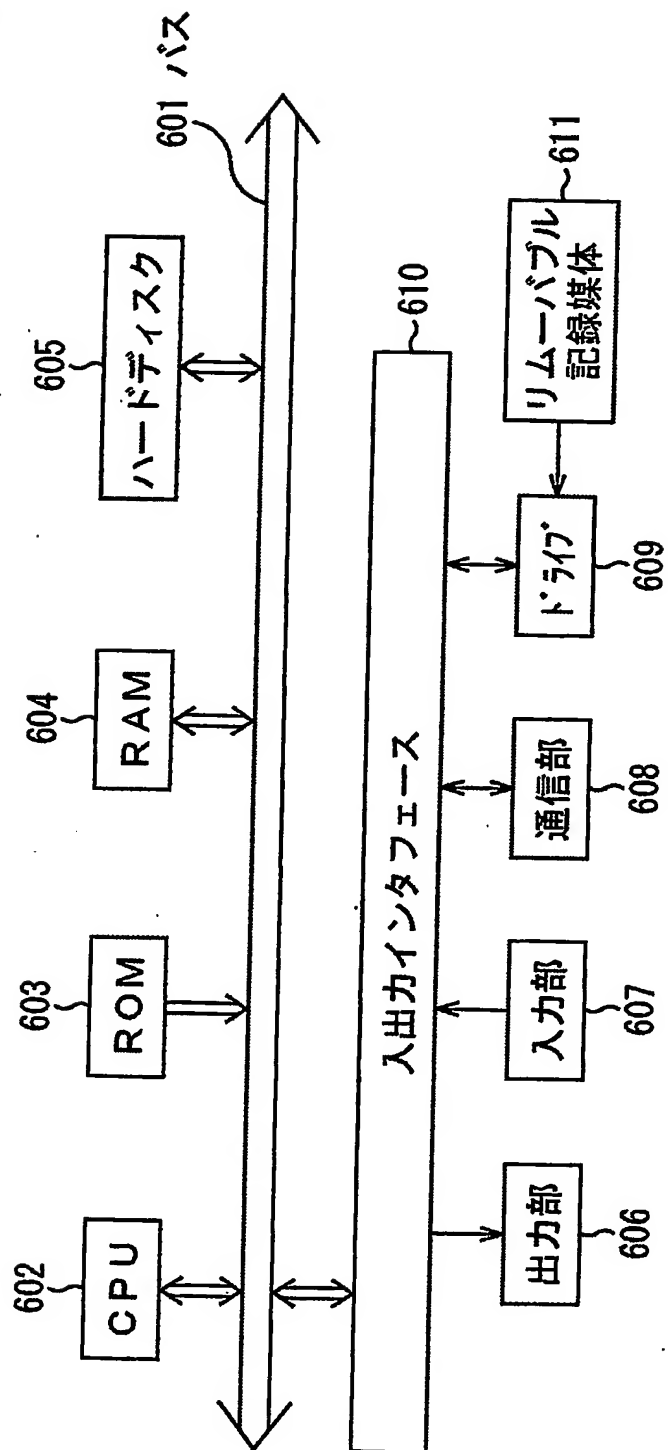 602
CPU
603
ROM
604
RAM
605
ハードディスク
601 バス
610
入出力インタフェース
出力部
606
入力部
607
通信部
608
ドライブ
609
リムーバブル
記録媒体
611